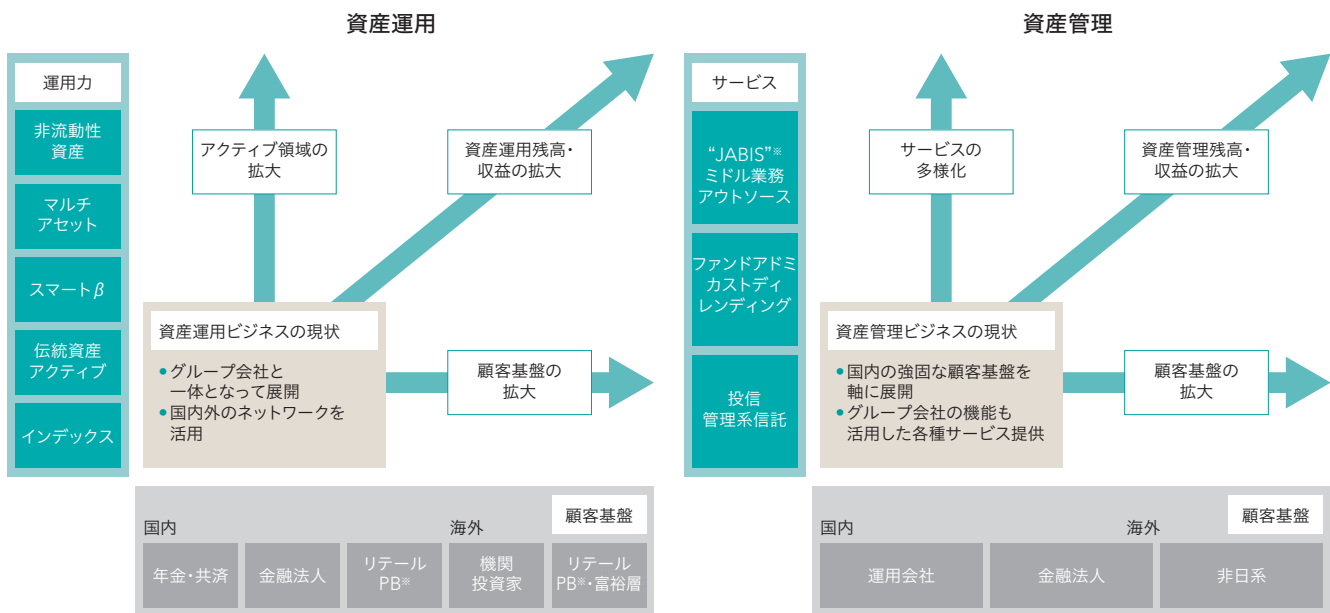 資産運用
運用力
非流動性
資産
マルチ
アセット
スマートβ
伝統資産
アクティブ
インデックス
アクティブ領域の
拡大
資産運用残高・
収益の拡大
資産運用ビジネスの現状
●グループ会社と
一体となって展開
●国内外のネットワークを
活用
顧客基盤の
拡大
顧客基盤
国内
海外
年金・共済
金融法人
リテール
PB※
機関
投資家
リテール
PB※・富裕層
資産管理
サービス
“JABIS”※
ミドル業務
アウトソース
ファンドアドミ
カストディ
レンディング
投信
管理系信託
サービスの
多様化
資産管理残高・
収益の拡大
資産管理ビジネスの現状
●国内の強固な顧客基盤を
軸に展開
●グループ会社の機能も
活用した各種サービス提供
顧客基盤の
拡大
顧客基盤
国内
海外
運用会社
金融法人
非日系